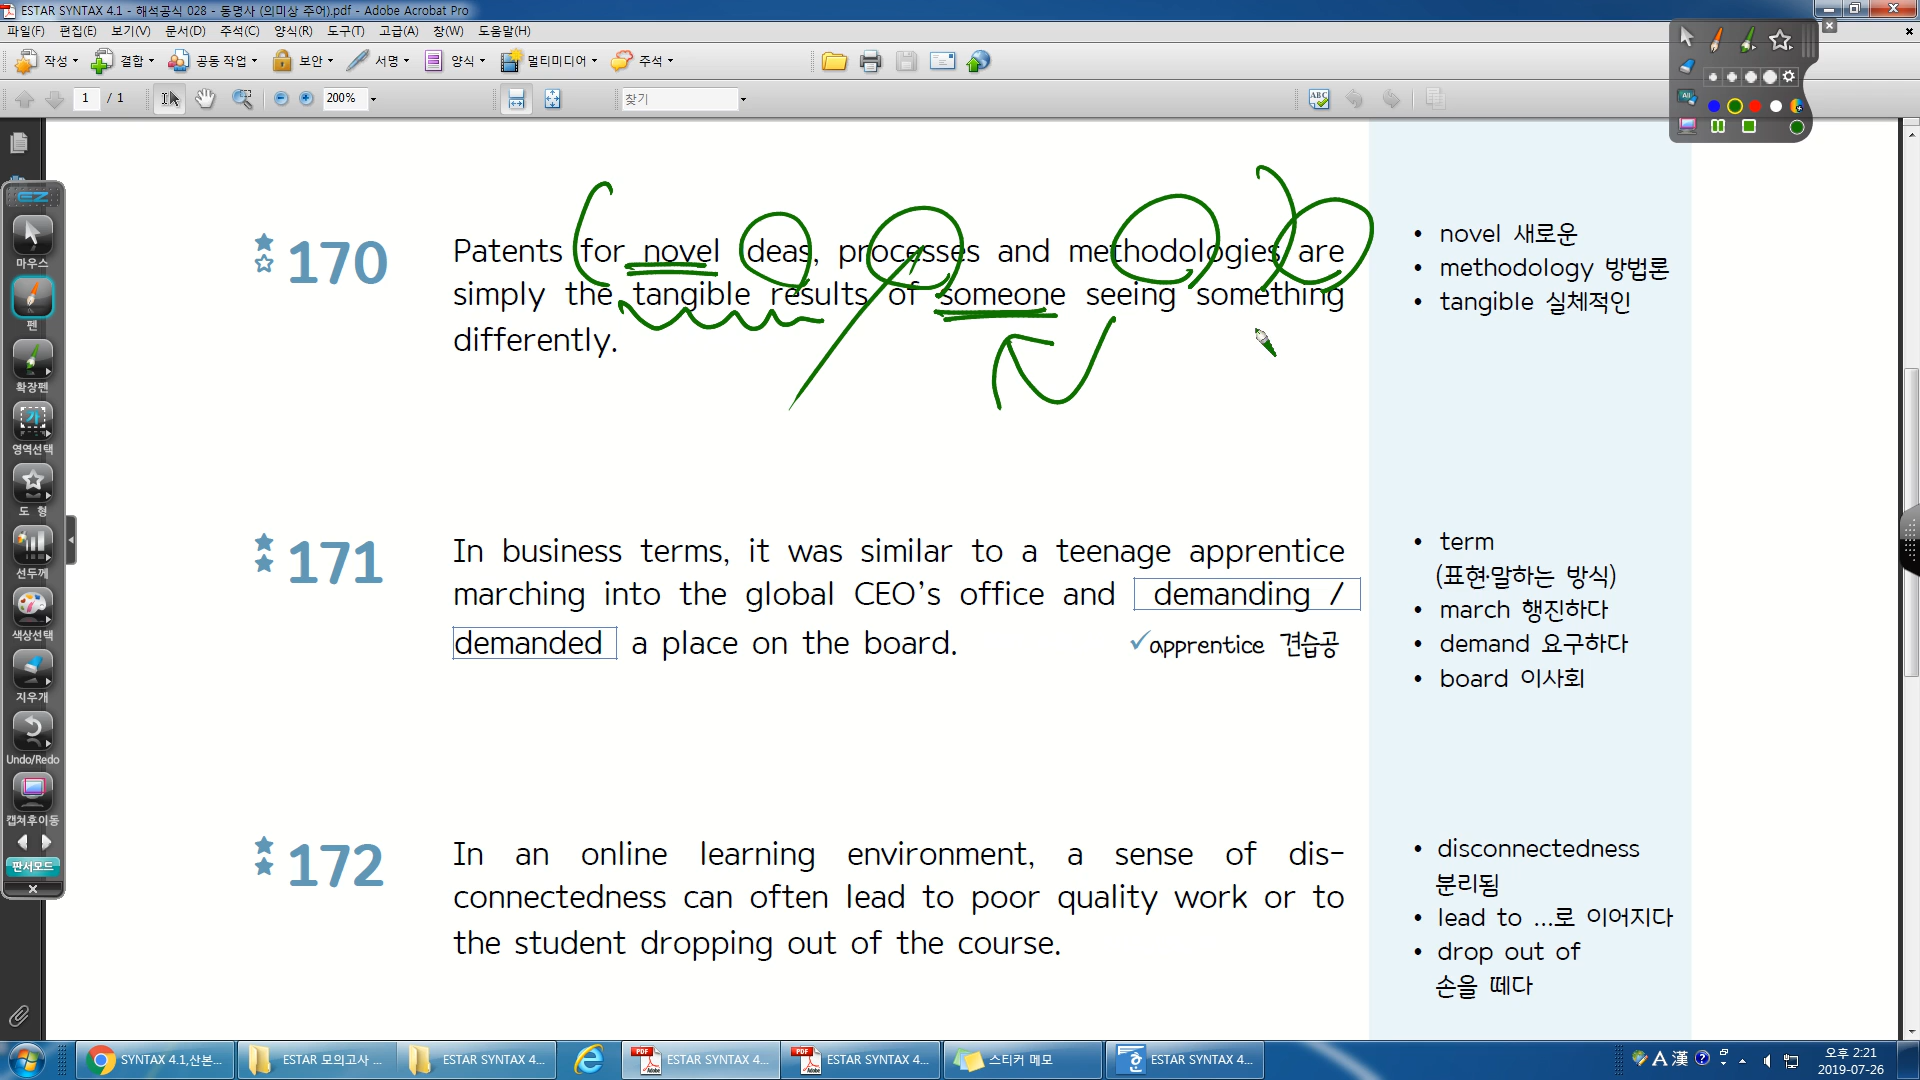 ESTAR SYNTAX 4.1 - 해석공식 028 - 동명사 (의미상 주어).pdf - Adobe Acrobat Pro
파일(F) 편집(E) 보기(V) 문서(D) 주석(C) 양식(R) 도구(T) 고급(A) 창(W) 도움말(H)
작성 결합 공동 작업 보안 서명 양식 멀티미디어 주석
1 / 1 200% 찾기
170
Patents for novel ideas, processes and methodologies are
simply the tangible results of someone seeing something
differently.
• novel 새로운
• methodology 방법론
• tangible 실체적인
171
In business terms, it was similar to a teenage apprentice
marching into the global CEO's office and demanding /
demanded a place on the board.
✓apprentice 견습공
• term
(표현·말하는 방식)
• march 행진하다
• demand 요구하다
• board 이사회
172
In an online learning environment, a sense of dis-
connectedness can often lead to poor quality work or to
the student dropping out of the course.
• disconnectedness
분리됨
• lead to ...로 이어지다
• drop out of
손을 떼다
EZ
마우스
펜
확장펜
영역선택
도 형
선두께
색상선택
지우개
Undo/Redo
캡쳐후이동
판서모드
SYNTAX 4.1,산본...
ESTAR 모의고사 ...
ESTAR SYNTAX 4...
ESTAR SYNTAX 4...
ESTAR SYNTAX 4...
스티커 메모
ESTAR SYNTAX 4...
A 漢
오후 2:21
2019-07-26